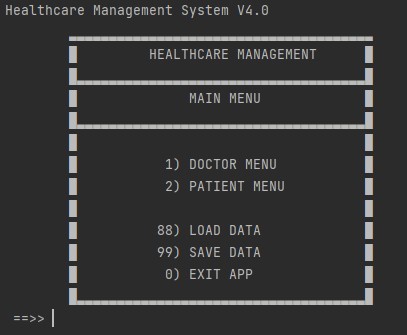 Healthcare Management System V4.0
HEALTHCARE MANAGEMENT
MAIN MENU
1) DOCTOR MENU
2) PATIENT MENU
88) LOAD DATA
99) SAVE DATA
0) EXIT APP
==>>